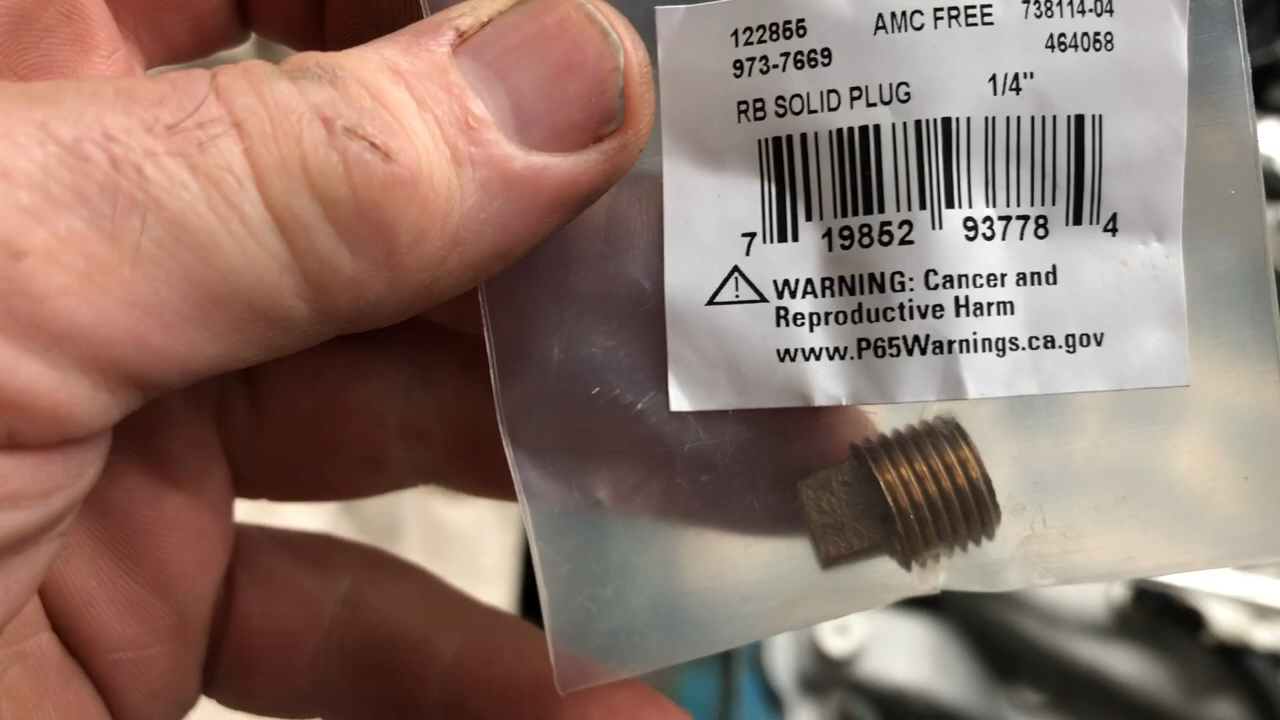 122855 AMC FREE 738114-04
973-7669 464058
RB SOLID PLUG 1/4"
7 19852 93778 4
WARNING: Cancer and
Reproductive Harm
www.P65Warnings.ca.gov